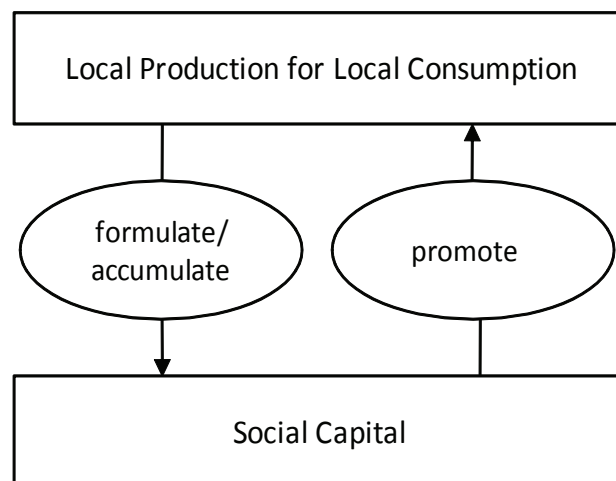 Local Production for Local Consumption
formulate/
accumulate
promote
Social Capital